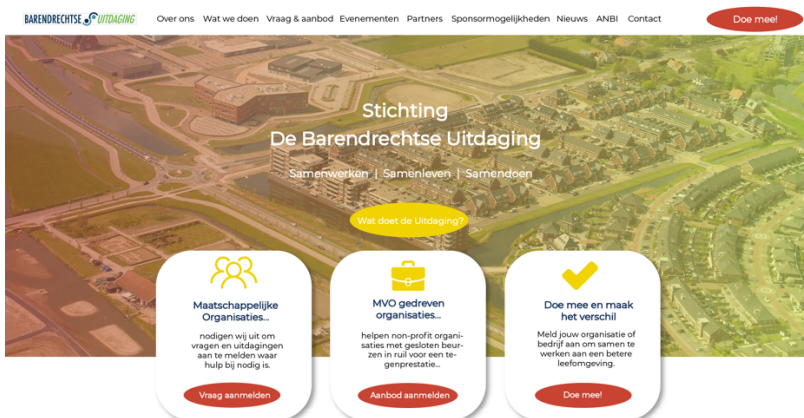 BARENDRECHTSE UITDAGING
Over ons Wat we doen Vraag & aanbod Evenementen Partners Sponsormogelijkheden Nieuws ANBI Contact
Doe mee!
Stichting
De Barendrechtse Uitdaging
Samenwerken | Samenleven | Samendoen
Wat doet de Uitdaging?
Maatschappelijke
Organisaties...
nodigen wij uit om
vragen en uitdagingen
aan te melden waar
hulp bij nodig is.
Vraag aanmelden
MVO gedreven
organisaties...
helpen non-profit organi-
saties met gesloten beur-
zen in ruil voor een te-
genprestatie...
Aanbod aanmelden
Doe mee en maak
het verschil
Meld jouw organisatie of
bedrijf aan om samen te
werken aan een betere
leefomgeving.
Doe mee!